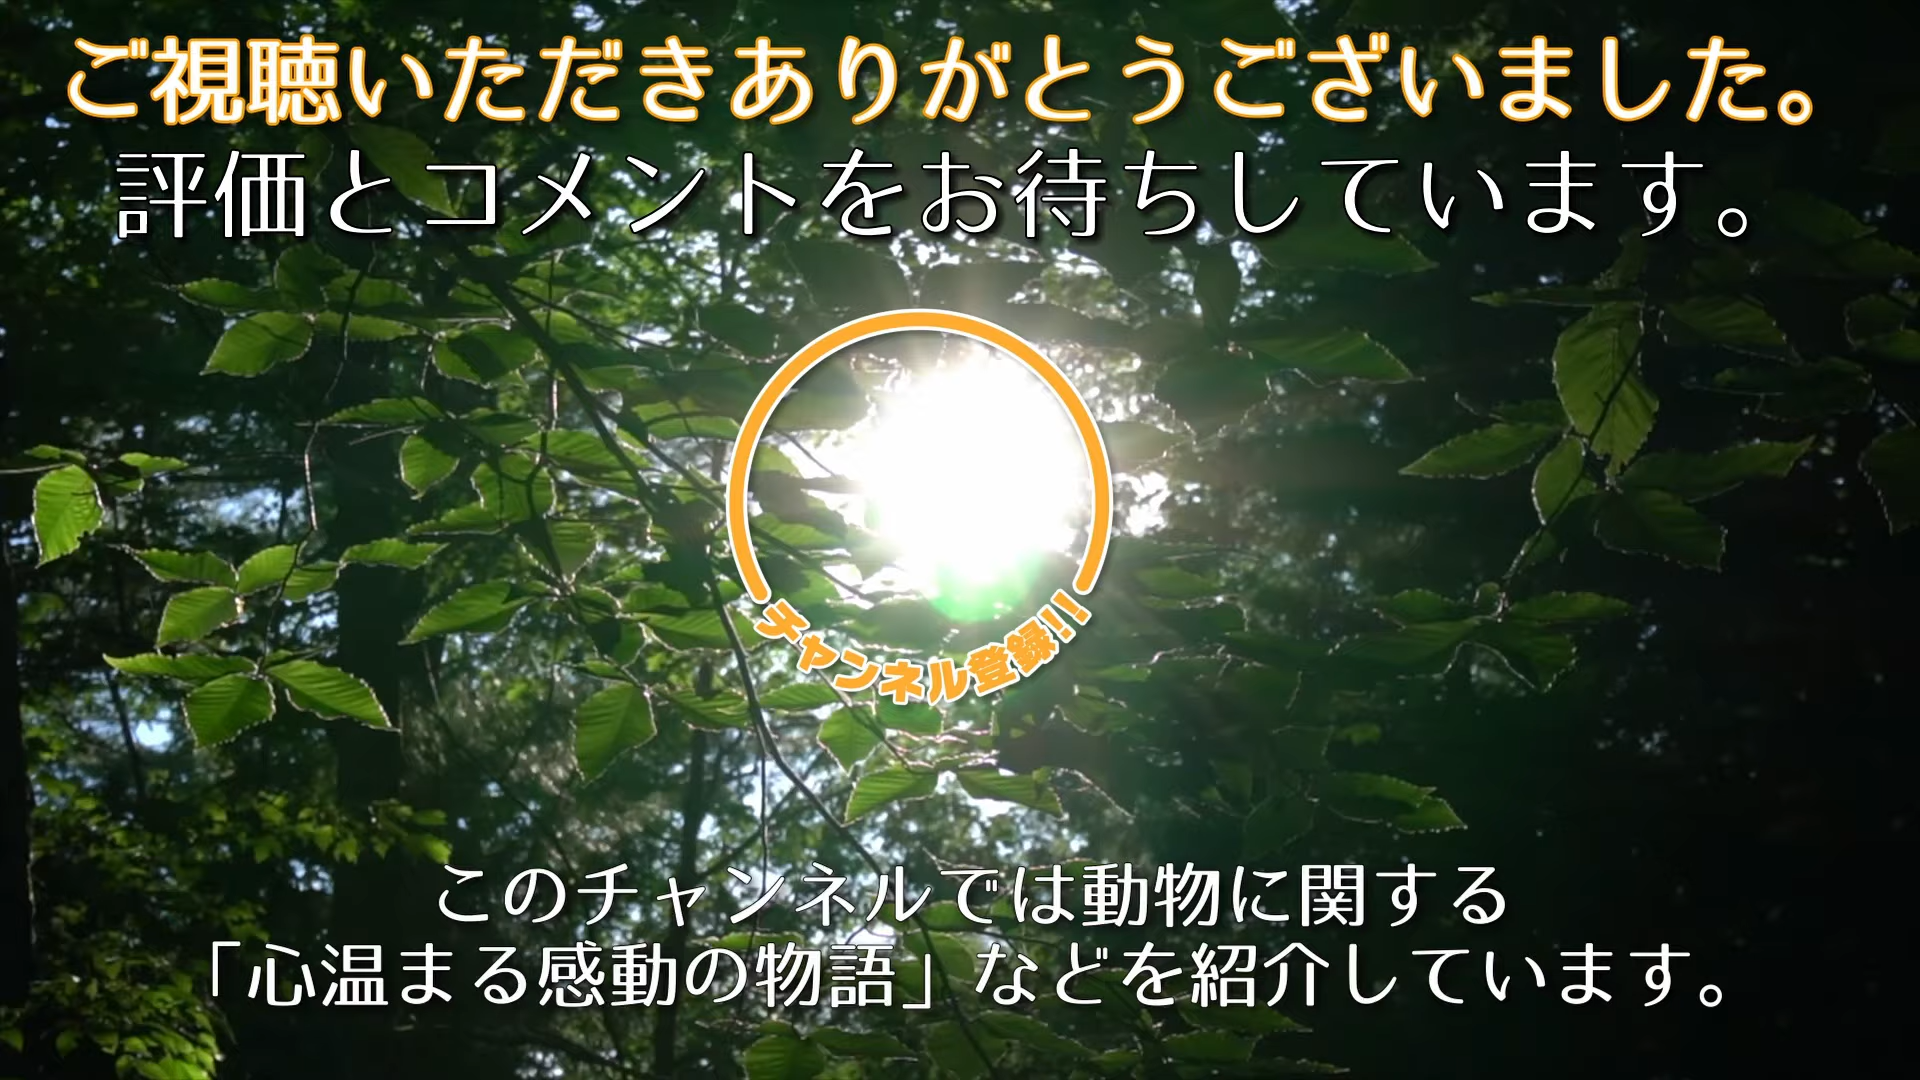 ご視聴いただきありがとうございました。
評価とコメントをお待ちしています。
チャンネル登録!!
このチャンネルでは動物に関する
「心温まる感動の物語」などを紹介しています。